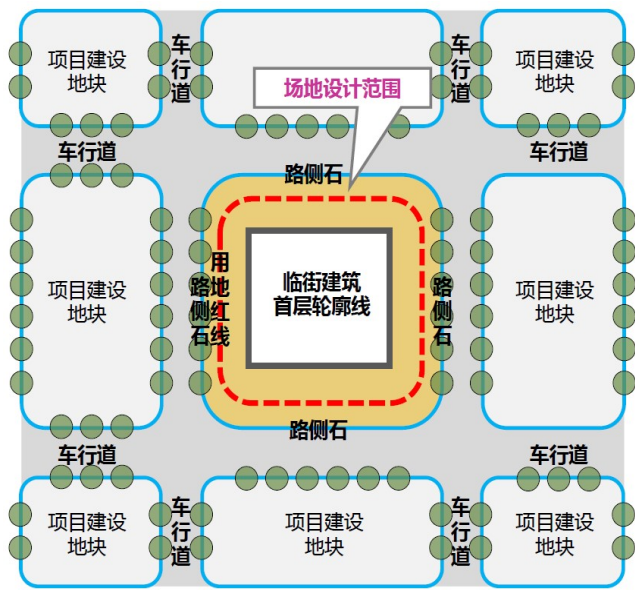 项目建设
地块
车行道
车行道
项目建设
地块
场地设计范围
车行道
车行道
路侧石
项目建设
地块
用地红线
路侧石
临街建筑
首层轮廓线
路侧石
项目建设
地块
路侧石
车行道
车行道
项目建设
地块
车行道
项目建设
地块
车行道
项目建设
地块